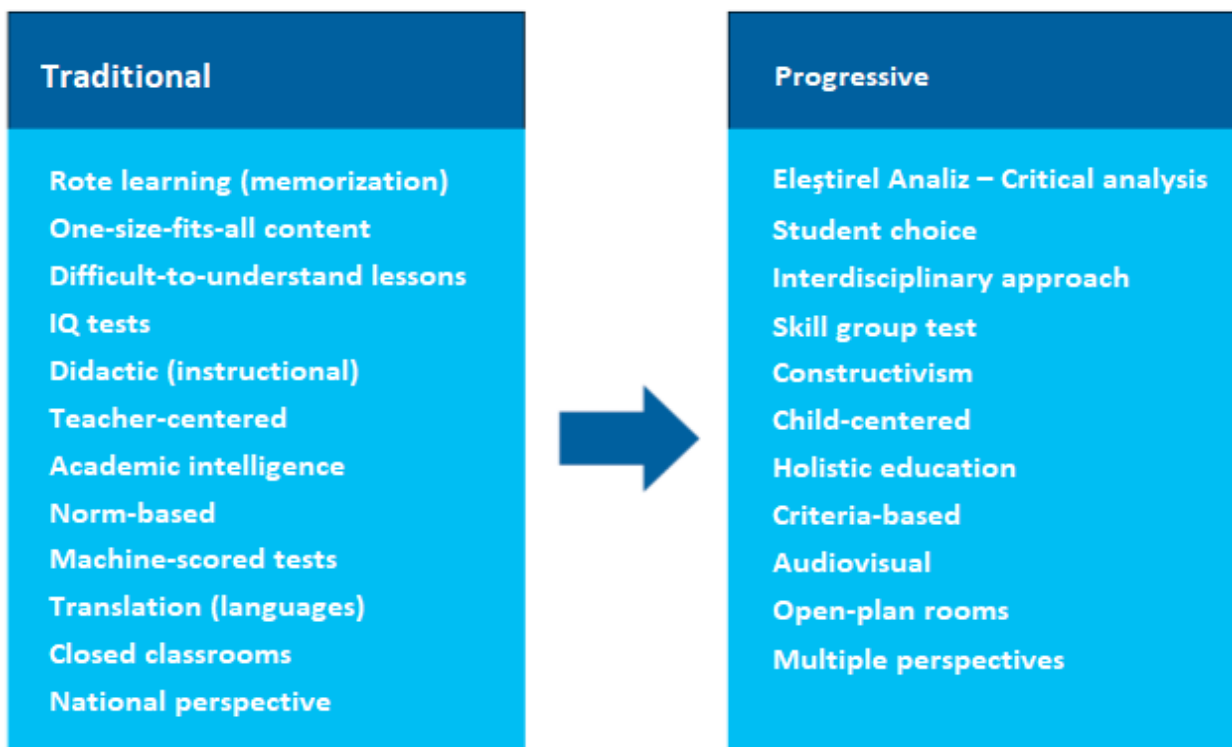 Traditional
Rote learning (memorization)
One-size-fits-all content
Difficult-to-understand lessons
IQ tests
Didactic (instructional)
Teacher-centered
Academic intelligence
Norm-based
Machine-scored tests
Translation (languages)
Closed classrooms
National perspective
Progressive
Eleştirel Analiz – Critical analysis
Student choice
Interdisciplinary approach
Skill group test
Constructivism
Child-centered
Holistic education
Criteria-based
Audiovisual
Open-plan rooms
Multiple perspectives